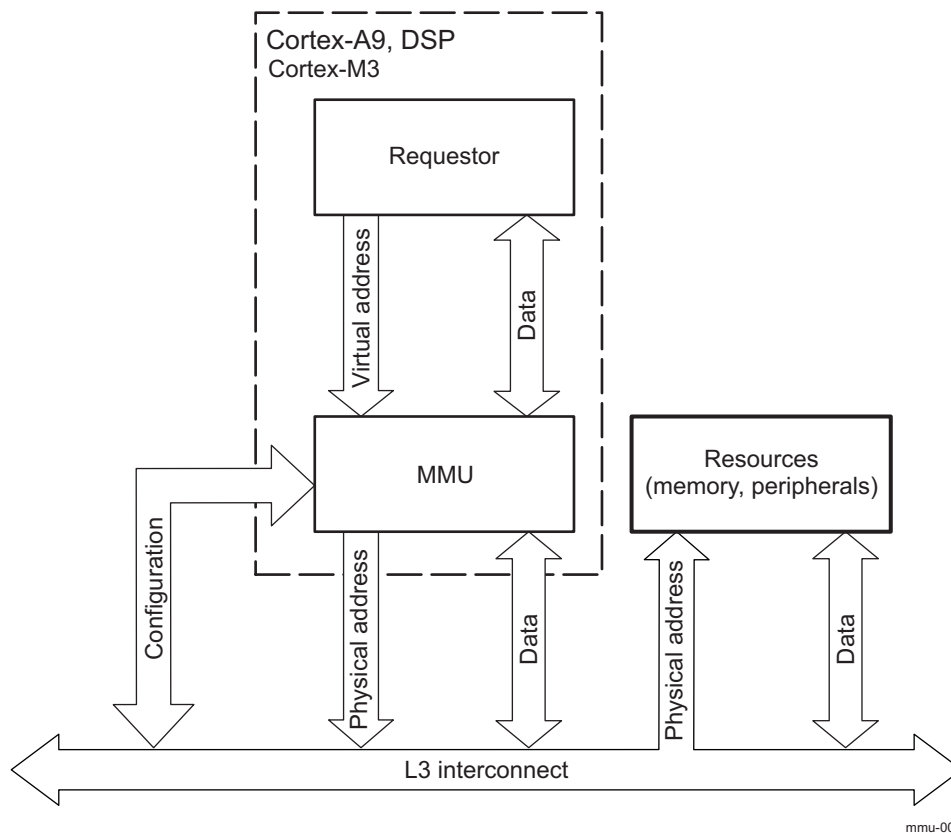 Cortex-A9, DSP
Cortex-M3
Requestor
Virtual address
Data
MMU
Resources
(memory, peripherals)
Configuration
Physical address
Data
Physical address
Data
L3 interconnect